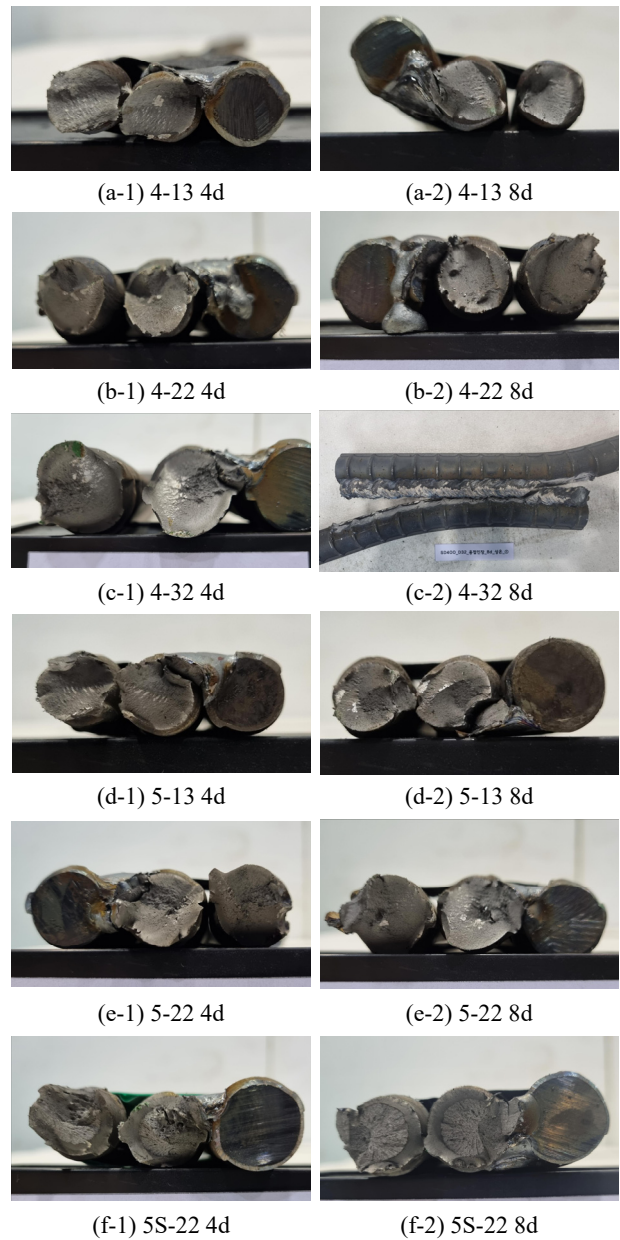 (a-1) 4-13 4d
(a-2) 4-13 8d
(b-1) 4-22 4d
(b-2) 4-22 8d
(c-1) 4-32 4d
(c-2) 4-32 8d
(d-1) 5-13 4d
(d-2) 5-13 8d
(e-1) 5-22 4d
(e-2) 5-22 8d
(f-1) 5S-22 4d
(f-2) 5S-22 8d